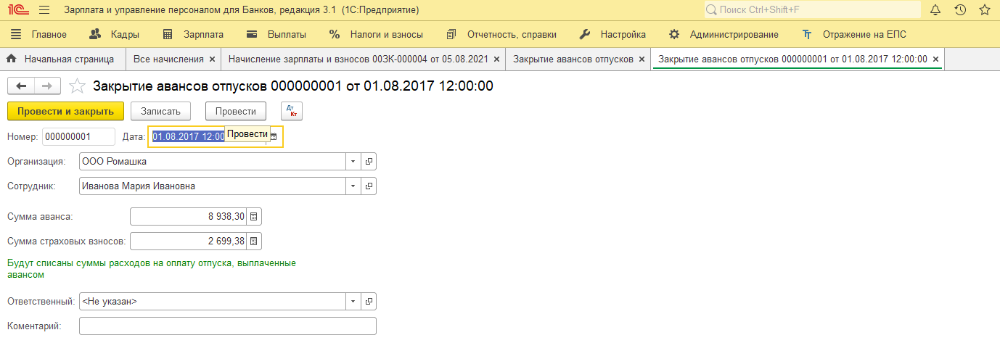 1С Зарплата и управление персоналом для Банков, редакция 3.1 (1С:Предприятие) Поиск Ctrl+Shift+F
Главное Кадры Зарплата Выплаты % Налоги и взносы Отчетность, справки Настройка Администрирование Тт Отражение на ЕПС
Начальная страница Все начисления × Начисление зарплаты и взносов 00ЗК-000004 от 05.08.2021 × Закрытие авансов отпусков × Закрытие авансов отпусков 000000001 от 01.08.2017 12:00:00 ×
Закрытие авансов отпусков 000000001 от 01.08.2017 12:00:00
Провести и закрыть Записать Провести Дт Кт
Номер: 000000001 Дата: 01.08.2017 12:00 Провести
Организация: ООО Ромашка
Сотрудник: Иванова Мария Ивановна
Сумма аванса: 8 938,30
Сумма страховых взносов: 2 699,38
Будут списаны суммы расходов на оплату отпуска, выплаченные
авансом
Ответственный: <Не указан>
Коментарий: